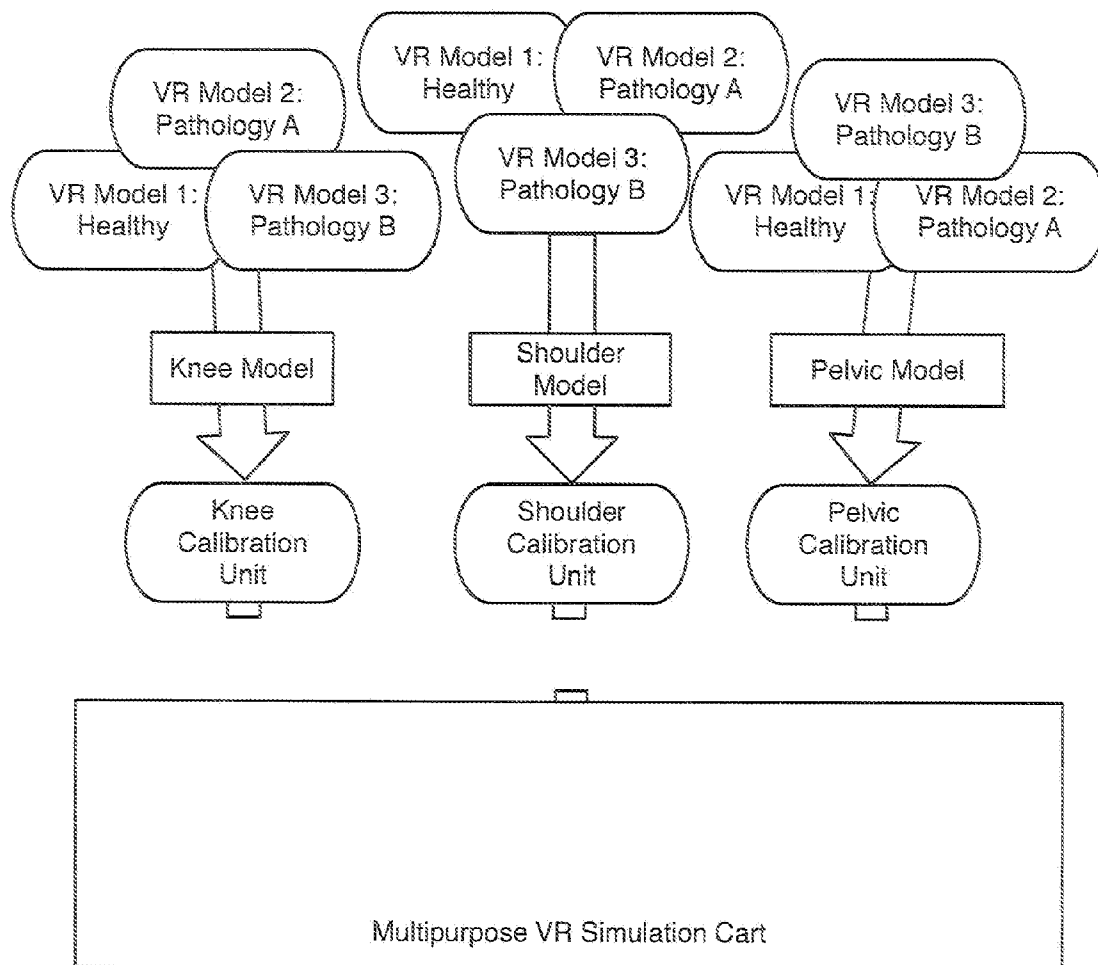 VR Model 2:
Pathology A
VR Model 1:
Healthy
VR Model 3:
Pathology B
VR Model 1:
Healthy
VR Model 2:
Pathology A
VR Model 3:
Pathology B
VR Model 3:
Pathology B
VR Model 1:
Healthy
VR Model 2:
Pathology A
Knee Model
Shoulder
Model
Pelvic Model
Knee
Calibration
Unit
Shoulder
Calibration
Unit
Pelvic
Calibration
Unit
Multipurpose VR Simulation Cart